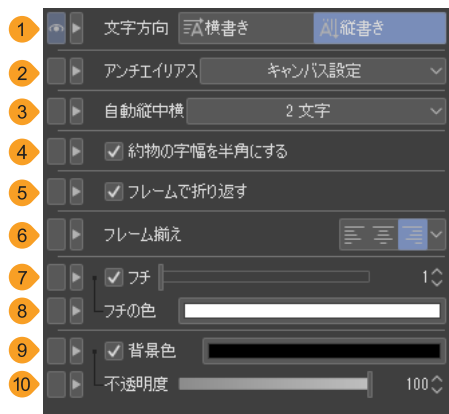 1 文字方向 横書き 縦書き
2 アンチエイリアス キャンバス設定
3 自動縦中横 2 文字
4 約物の字幅を半角にする
5 フレームで折り返す
6 フレーム揃え
7 フチ 1
8 フチの色
9 背景色
10 不透明度 100